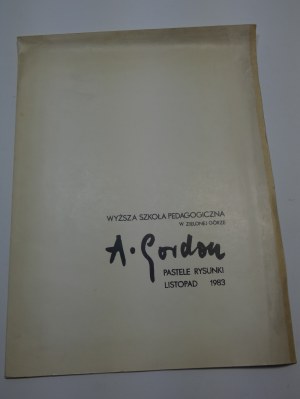 WYŻSZA SZKOŁA PEDAGOGICZNA
W ZIELONEJ GÓRZE
A. Gordon
PASTELE RYSUNKI
LISTOPAD 1983